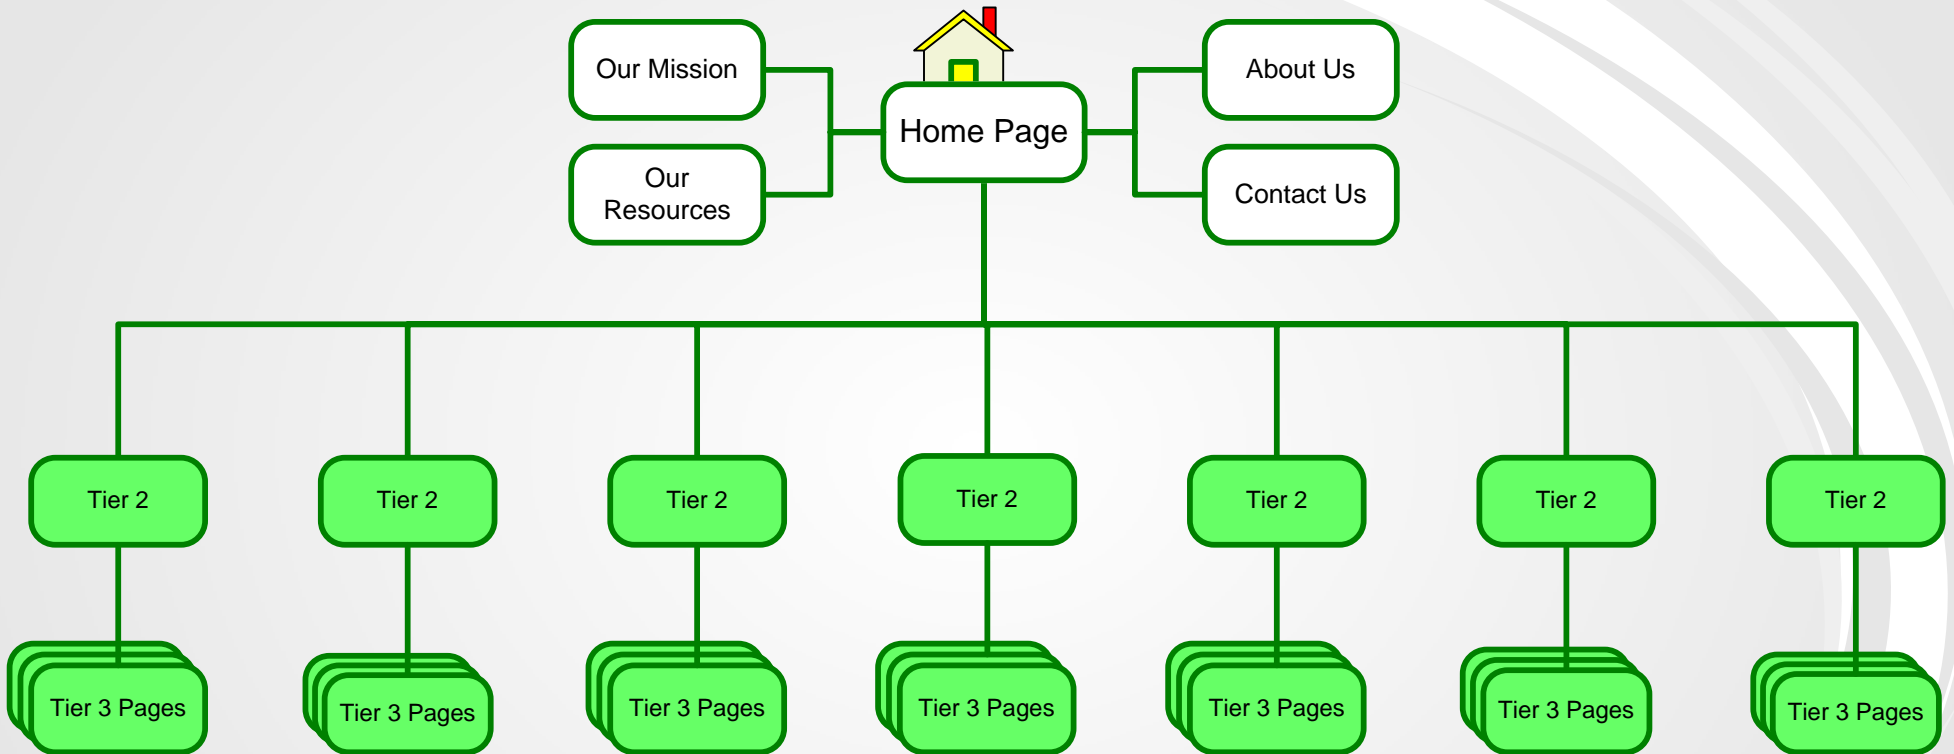 Our Mission
Home Page
About Us
Our
Resources
Contact Us
Tier 2
Tier 2
Tier 2
Tier 2
Tier 2
Tier 2
Tier 2
Tier 3 Pages
Tier 3 Pages
Tier 3 Pages
Tier 3 Pages
Tier 3 Pages
Tier 3 Pages
Tier 3 Pages